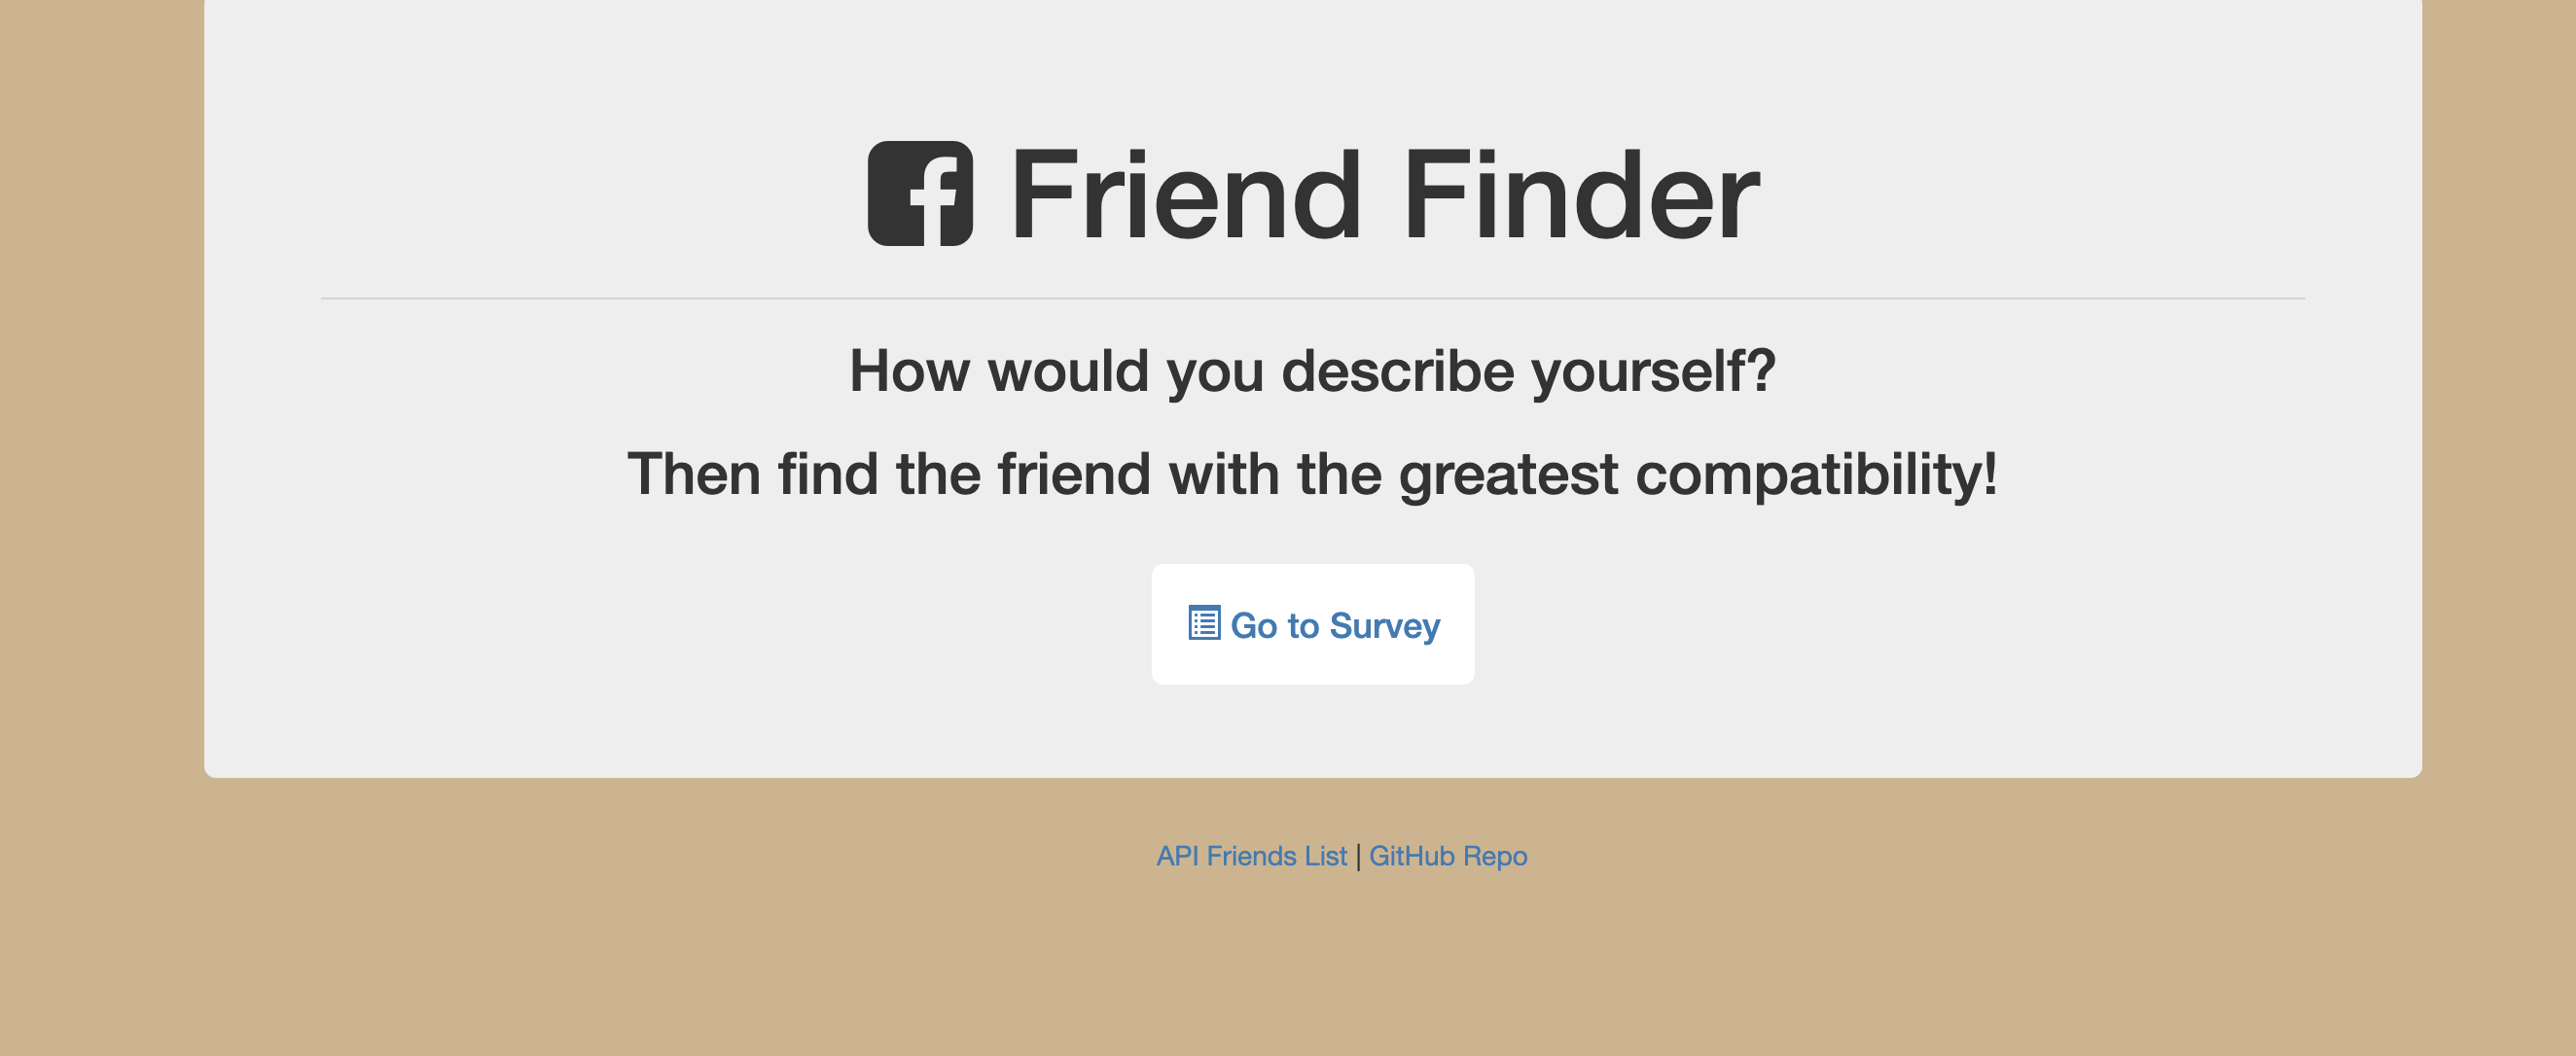 Friend Finder
How would you describe yourself?
Then find the friend with the greatest compatibility!
Go to Survey
API Friends List | GitHub Repo